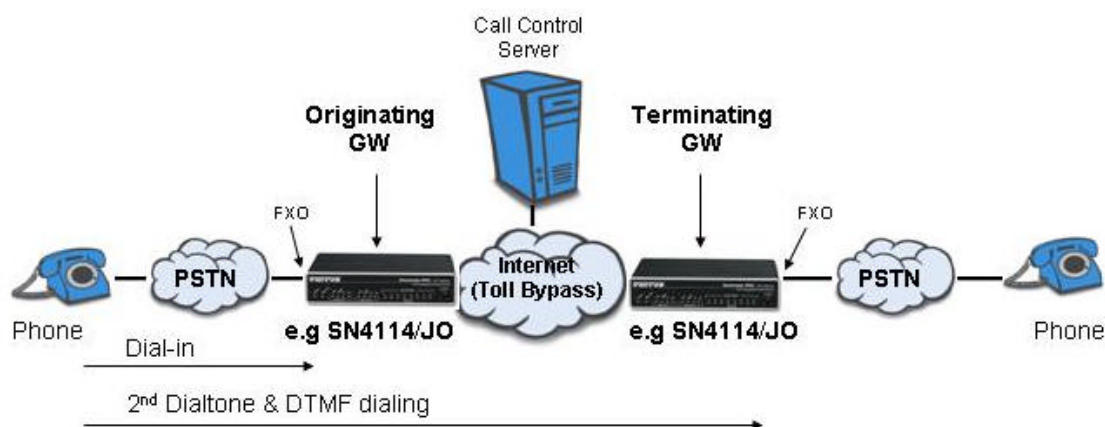 Call Control
Server
Originating
GW
Terminating
GW
FXO
FXO
PSTN
Internet
(Toll Bypass)
PSTN
Phone
e.g SN4114/JO
e.g SN4114/JO
Phone
Dial-in
2nd Dialtone & DTMF dialing